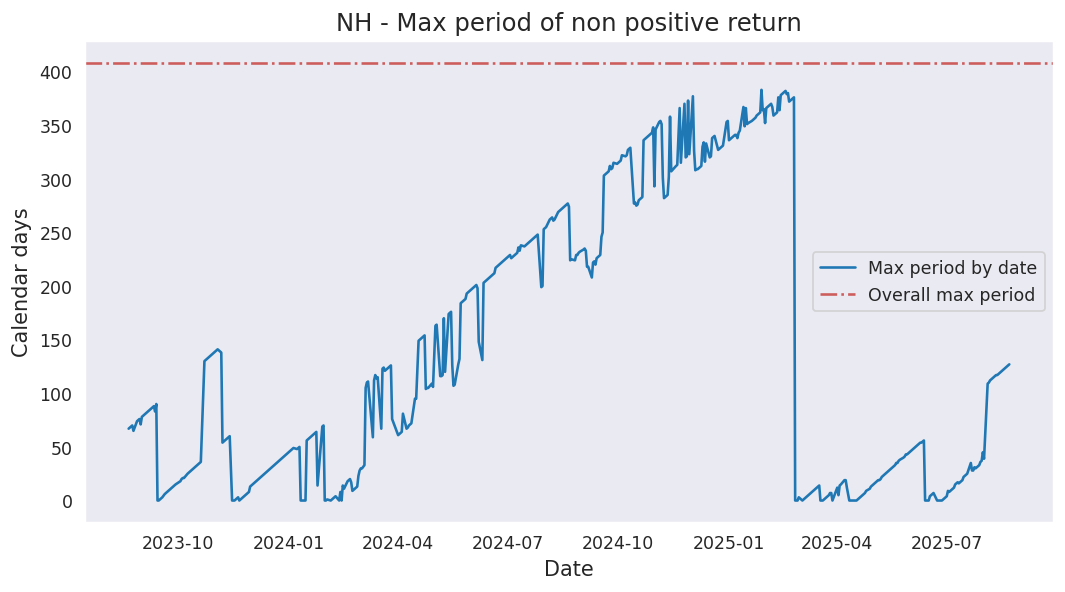 NH - Max period of non positive return
Calendar days
400
350
300
250
200
150
100
50
0
Max period by date
Overall max period
2023-10 2024-01 2024-04 2024-07 2024-10 2025-01 2025-04 2025-07
Date